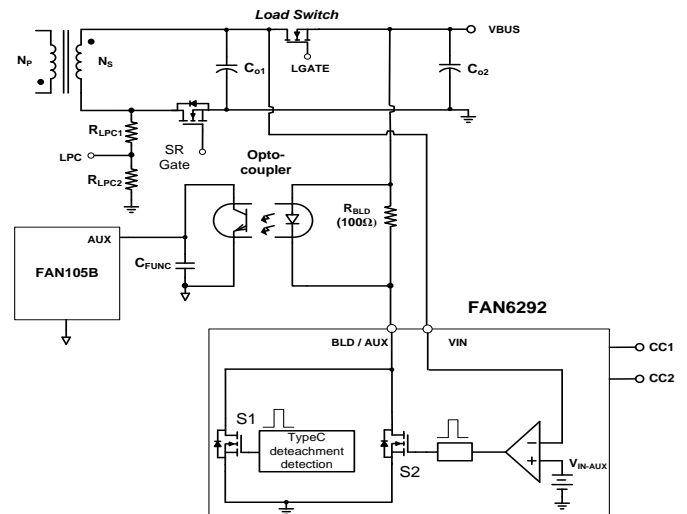 Load Switch
VBUS
NP
NS
Co1
LGATE
Co2
RLPC1
LPC
SR
Gate
RLPC2
Opto-
coupler
RBLD
(100Ω)
AUX
FAN105B
CFUNC
FAN6292
BLD / AUX
VIN
CC1
CC2
S1
TypeC
deteachment
detection
S2
VIN-AUX